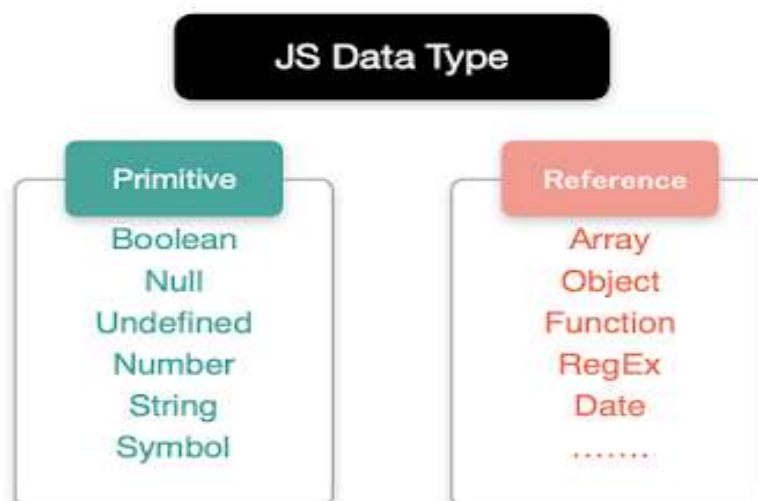 JS Data Type
Primitive
Boolean
Null
Undefined
Number
String
Symbol
Reference
Array
Object
Function
RegEx
Date
.......